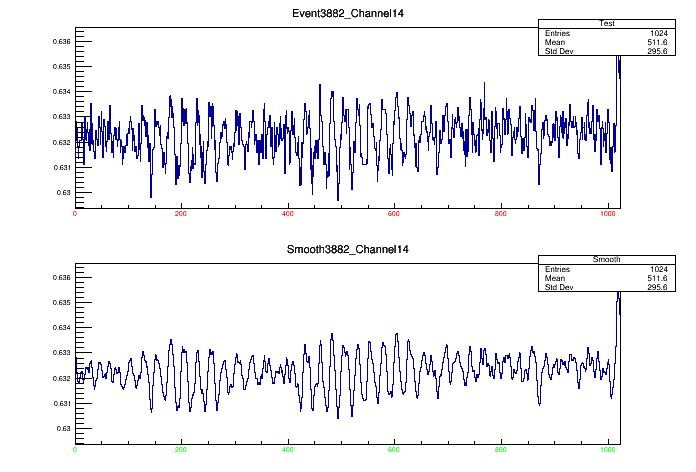 Event3882_Channel14
Test
Entries 1024
Mean 511.6
Std Dev 295.6
0.636
0.635
0.634
0.633
0.632
0.631
0.63
0 200 400 600 800 1000
Smooth3882_Channel14
Smooth
Entries 1024
Mean 511.6
Std Dev 295.6
0.636
0.635
0.634
0.633
0.632
0.631
0.63
0 200 400 600 800 1000